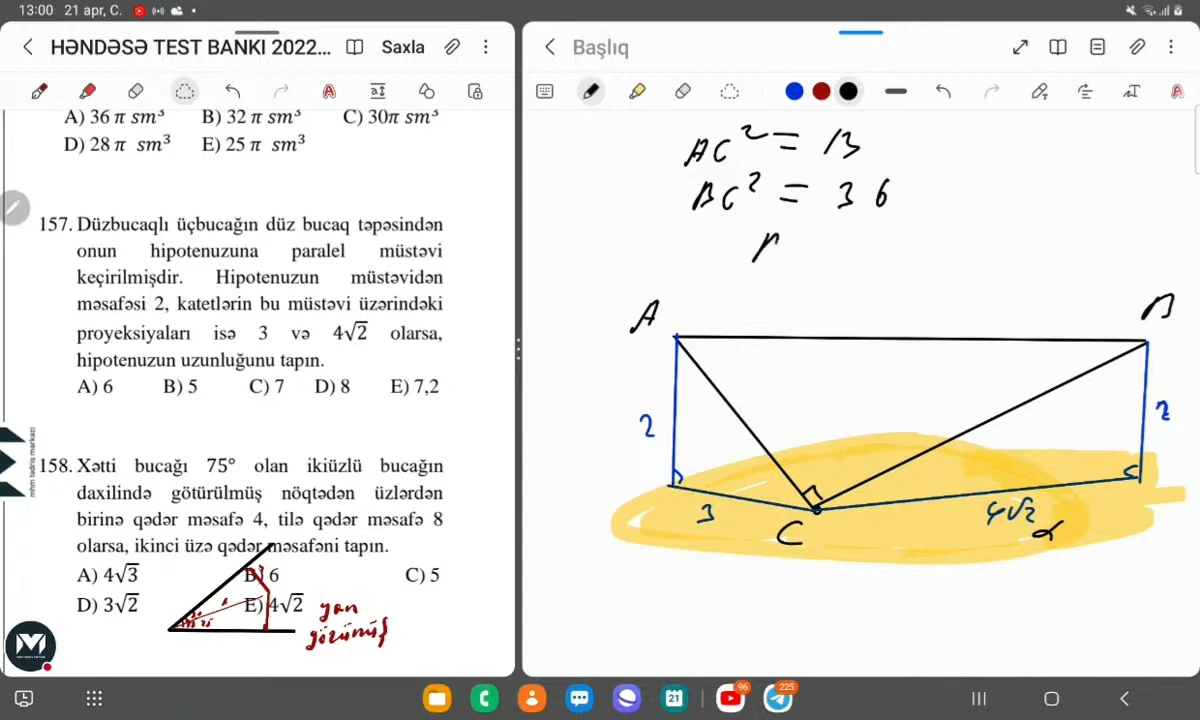 13:00 21 apr, C.
HƏNDƏSƏ TEST BANKI 2022... Saxla
A) 36 π sm³ B) 32 π sm³ C) 30π sm³
D) 28 π sm³ E) 25 π sm³
157. Düzbucaqlı üçbucağın düz bucaq təpəsindən
onun hipotenuzuna paralel müstəvi
keçirilmişdir. Hipotenuzun müstəvidən
məsafəsi 2, katetlərin bu müstəvi üzərindəki
proyeksiyaları isə 3 və 4√2 olarsa,
hipotenuzun uzunluğunu tapın.
A) 6 B) 5 C) 7 D) 8 E) 7,2
158. Xətti bucağı 75° olan ikiüzlü bucağın
daxilində götürülmüş nöqtədən üzlərdən
birinə qədər məsafə 4, tilə qədər məsafə 8
olarsa, ikinci üzə qədər məsafəni tapın.
A) 4√3 B) 6 C) 5
D) 3√2 E) 4√2
yan
görünüş
mhm tədris mərkəzi
Başlıq
AC² = 13
BC² = 36
A B
2 2
3 4√2
C α
21 96 225